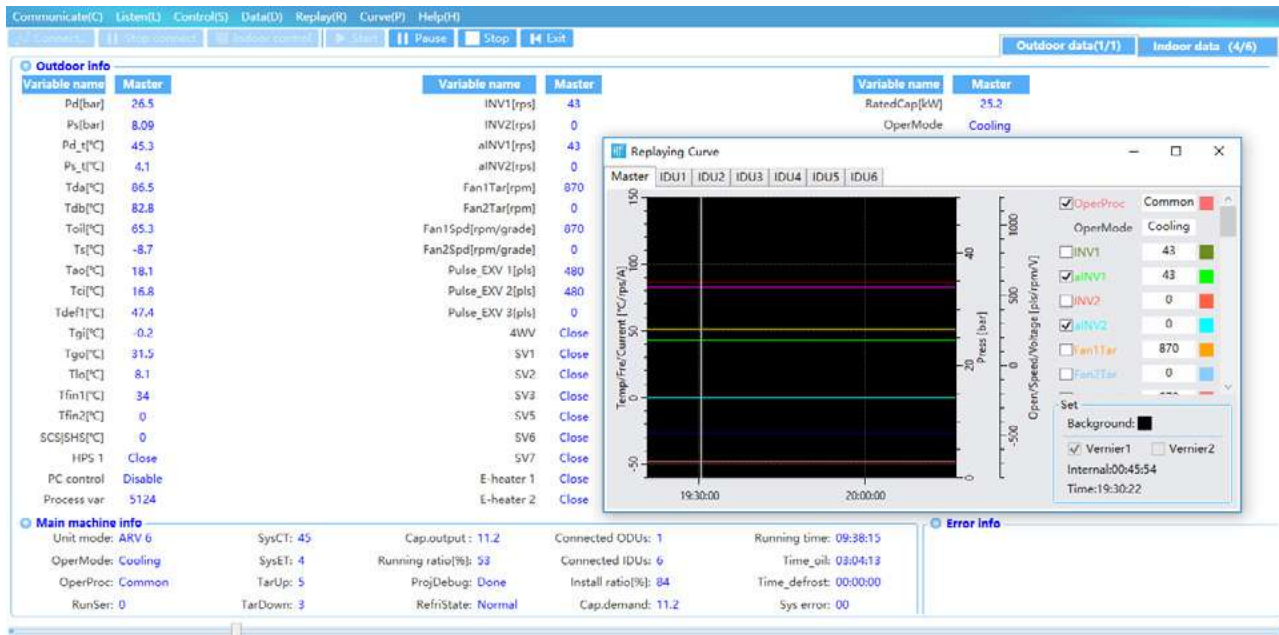 Communicate(C) Listen(L) Control(S) Data(D) Replay(R) Curve(P) Help(H)
Connect... Stop connect Indoor control Start Pause Stop Exit
Outdoor data(1/1) Indoor data (4/6)
Outdoor info
Variable name Master Variable name Master Variable name Master
Pd[bar] 26.5 INV1[rps] 43 RatedCap[kW] 25.2
Ps[bar] 8.09 INV2[rps] 0 OperMode Cooling
Pd_t[℃] 45.3 aINV1[rps] 43
Ps_t[℃] 4.1 aINV2[rps] 0
Tda[℃] 86.5 Fan1Tar[rpm] 870
Tdb[℃] 82.8 Fan2Tar[rpm] 0
Toil[℃] 65.3 Fan1Spd[rpm/grade] 870
Ts[℃] -8.7 Fan2Spd[rpm/grade] 0
Tao[℃] 18.1 Pulse_EXV 1[pls] 480
Tci[℃] 16.8 Pulse_EXV 2[pls] 480
Tdef1[℃] 47.4 Pulse_EXV 3[pls] 0
Tgi[℃] -0.2 4WV Close
Tgo[℃] 31.5 SV1 Close
Tlo[℃] 8.1 SV2 Close
Tfin1[℃] 34 SV3 Close
Tfin2[℃] 0 SV5 Close
SCS|SHS[℃] 0 SV6 Close
HPS 1 Close SV7 Close
PC control Disable E-heater 1 Close
Process var 5124 E-heater 2 Close
Replaying Curve
Master IDU1 IDU2 IDU3 IDU4 IDU5 IDU6
Temp/Fre/Current [℃/rps/A]
150
100
50
0
-50
19:30:00 20:00:00
Press [bar]
40
20
0
Open/Speed/Voltage [pls/rpm/V]
1000
500
0
-500
OperProc Common
OperMode Cooling
INV1 43
aINV1 43
INV2 0
aINV2 0
Fan1Tar 870
Fan2Tar 0
Set
Background:
Vernier1 Vernier2
Internal:00:45:54
Time:19:30:22
Main machine info
Unit mode: ARV 6 SysCT: 45 Cap.output : 11.2 Connected ODUs: 1 Running time: 09:38:15
OperMode: Cooling SysET: 4 Running ratio[%]: 53 Connected IDUs: 6 Time_oil: 03:04:13
OperProc: Common TarUp: 5 ProjDebug: Done Install ratio[%]: 84 Time_defrost: 00:00:00
RunSer: 0 TarDown: 3 RefriState: Normal Cap.demand: 11.2 Sys error: 00
Error info